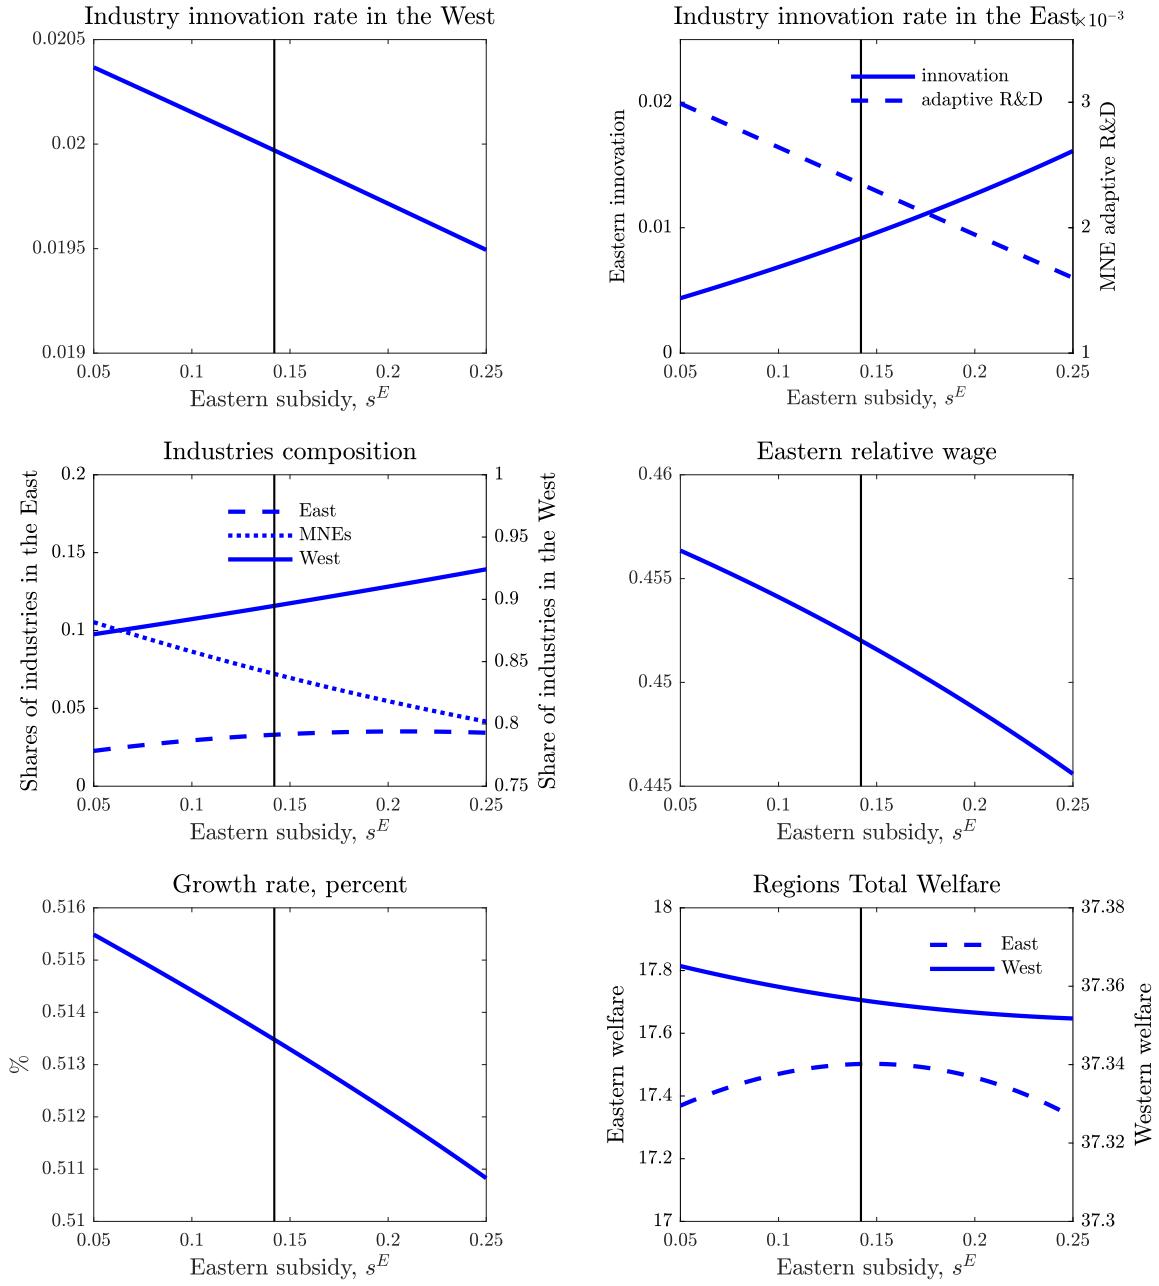 Industry innovation rate in the West
0.0205
0.02
0.0195
0.019
0.05 0.1 0.15 0.2 0.25
Eastern subsidy, s^E
Industry innovation rate in the East
×10^−3
innovation
adaptive R&D
Eastern innovation
0.02
0.01
0
3
2
1
MNE adaptive R&D
0.05 0.1 0.15 0.2 0.25
Eastern subsidy, s^E
Industries composition
Shares of industries in the East
0.2
0.15
0.1
0.05
0
East
MNEs
West
1
0.95
0.9
0.85
0.8
0.75
Share of industries in the West
0.05 0.1 0.15 0.2 0.25
Eastern subsidy, s^E
Eastern relative wage
0.46
0.455
0.45
0.445
0.05 0.1 0.15 0.2 0.25
Eastern subsidy, s^E
Growth rate, percent
%
0.516
0.515
0.514
0.513
0.512
0.511
0.51
0.05 0.1 0.15 0.2 0.25
Eastern subsidy, s^E
Regions Total Welfare
Eastern welfare
18
17.8
17.6
17.4
17.2
17
East
West
37.38
37.36
37.34
37.32
37.3
Western welfare
0.05 0.1 0.15 0.2 0.25
Eastern subsidy, s^E